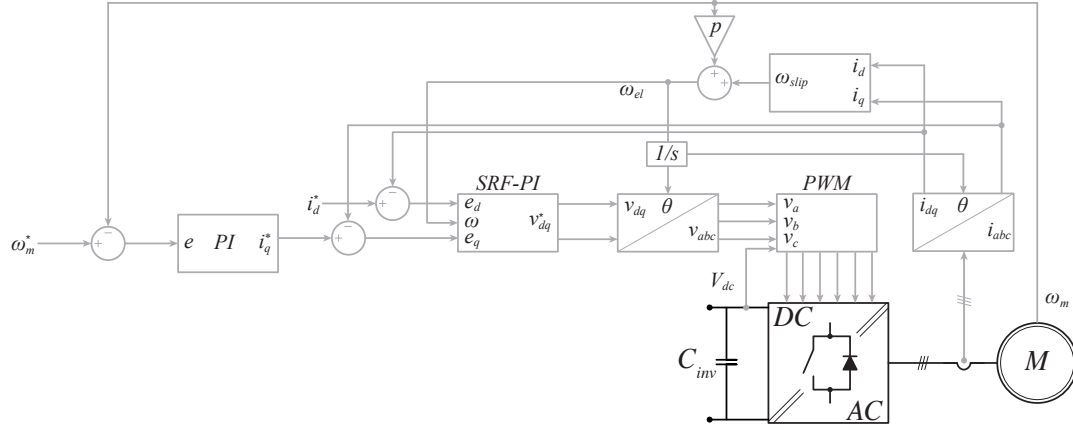 p
i_d
ω_slip
i_q
ω_el
1/s
SRF-PI
PWM
i_d^*
e_d
ω
e_q
v_dq^*
v_dq θ
v_abc
v_a
v_b
v_c
i_dq θ
i_abc
ω_m^*
+
−
e PI i_q^*
+
−
+
−
+
+
V_dc
ω_m
DC
C_inv
M
AC